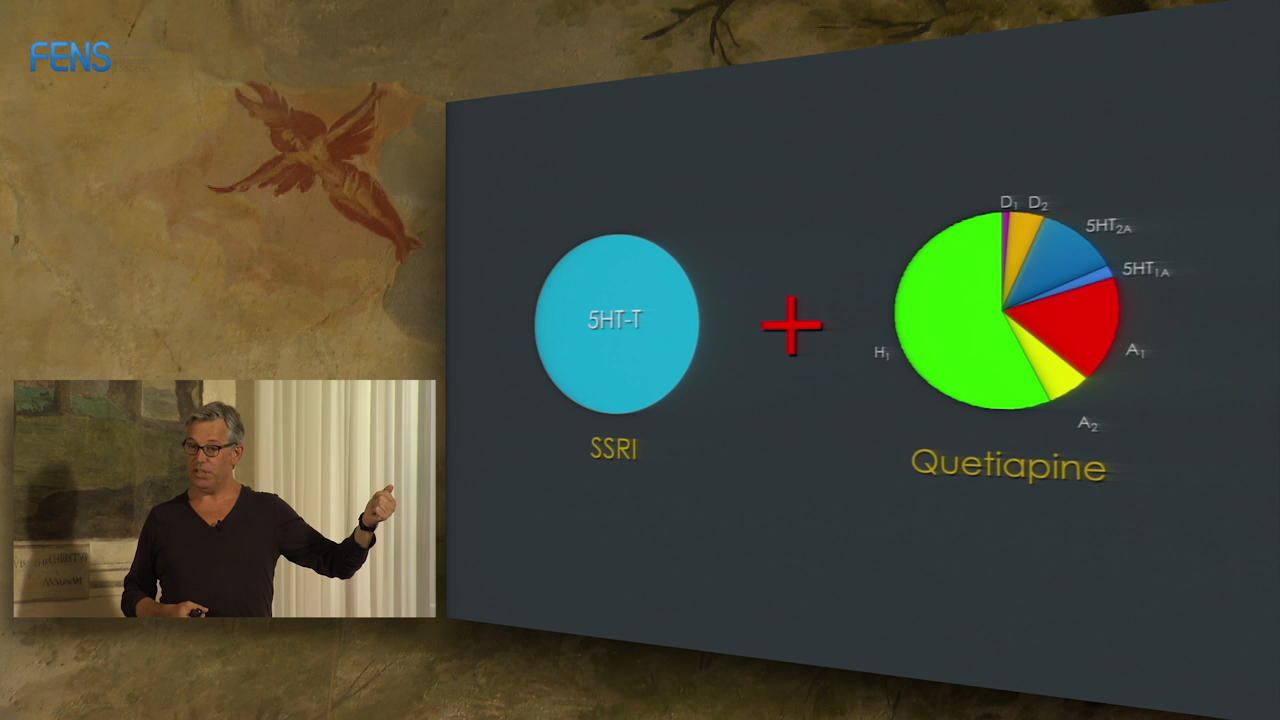 FENS
D₁ D₂
5HT₂A
5HT-T
5HT₁A
H₁
A₁
A₂
SSRI
Quetiapine